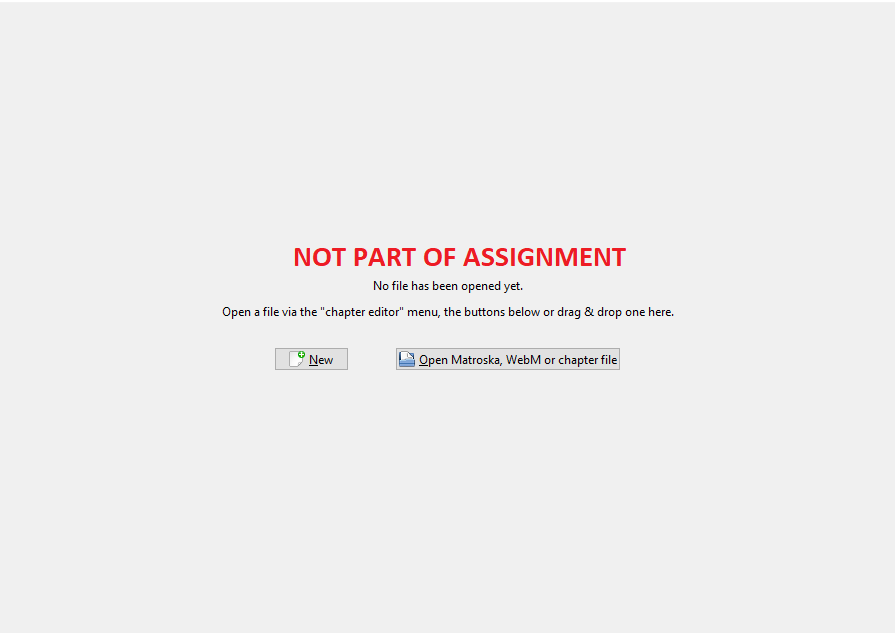 NOT PART OF ASSIGNMENT
No file has been opened yet.
Open a file via the "chapter editor" menu, the buttons below or drag & drop one here.
New
Open Matroska, WebM or chapter file